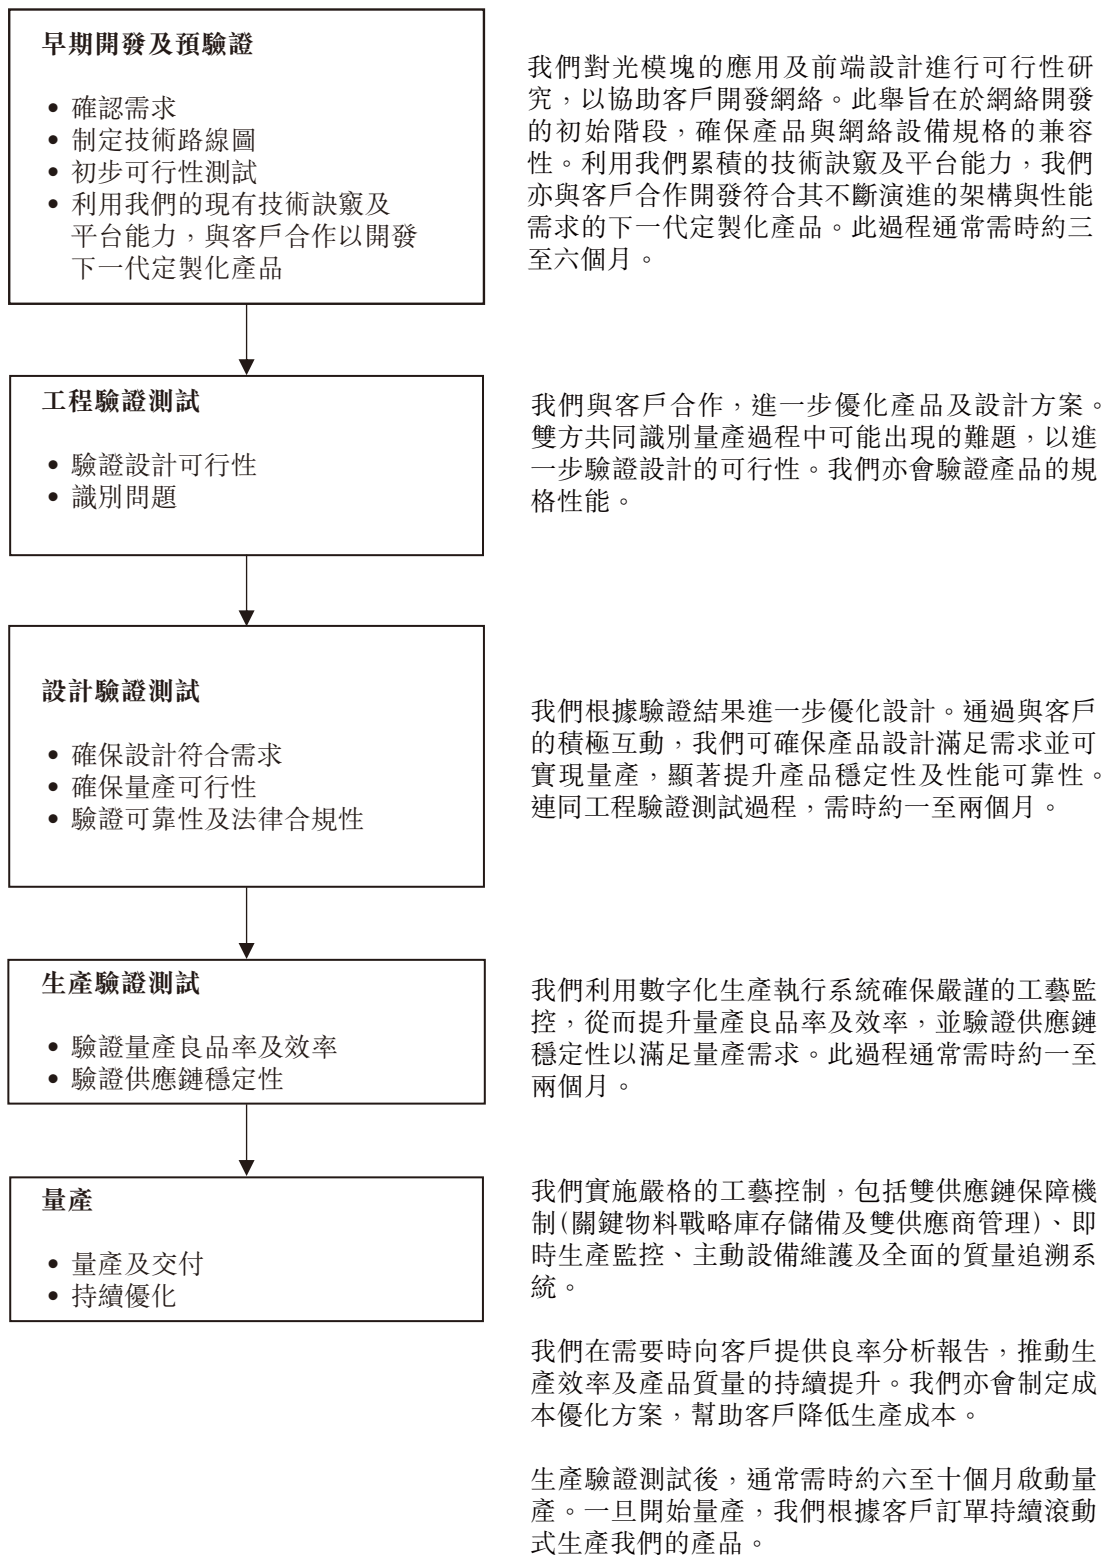 早期開發及預驗證
• 確認需求
• 制定技術路線圖
• 初步可行性測試
• 利用我們的現有技術訣竅及
平台能力，與客戶合作以開發
下一代定製化產品
我們對光模塊的應用及前端設計進行可行性研
究，以協助客戶開發網絡。此舉旨在於網絡開發
的初始階段，確保產品與網絡設備規格的兼容
性。利用我們累積的技術訣竅及平台能力，我們
亦與客戶合作開發符合其不斷演進的架構與性能
需求的下一代定製化產品。此過程通常需時約三
至六個月。
工程驗證測試
• 驗證設計可行性
• 識別問題
我們與客戶合作，進一步優化產品及設計方案。
雙方共同識別量產過程中可能出現的難題，以進
一步驗證設計的可行性。我們亦會驗證產品的規
格性能。
設計驗證測試
• 確保設計符合需求
• 確保量產可行性
• 驗證可靠性及法律合規性
我們根據驗證結果進一步優化設計。通過與客戶
的積極互動，我們可確保產品設計滿足需求並可
實現量產，顯著提升產品穩定性及性能可靠性。
連同工程驗證測試過程，需時約一至兩個月。
生產驗證測試
• 驗證量產良品率及效率
• 驗證供應鏈穩定性
我們利用數字化生產執行系統確保嚴謹的工藝監
控，從而提升量產良品率及效率，並驗證供應鏈
穩定性以滿足量產需求。此過程通常需時約一至
兩個月。
量產
• 量產及交付
• 持續優化
我們實施嚴格的工藝控制，包括雙供應鏈保障機
制(關鍵物料戰略庫存儲備及雙供應商管理)、即
時生產監控、主動設備維護及全面的質量追溯系
統。
我們在需要時向客戶提供良率分析報告，推動生
產效率及產品質量的持續提升。我們亦會制定成
本優化方案，幫助客戶降低生產成本。
生產驗證測試後，通常需時約六至十個月啟動量
產。一旦開始量產，我們根據客戶訂單持續滾動
式生產我們的產品。